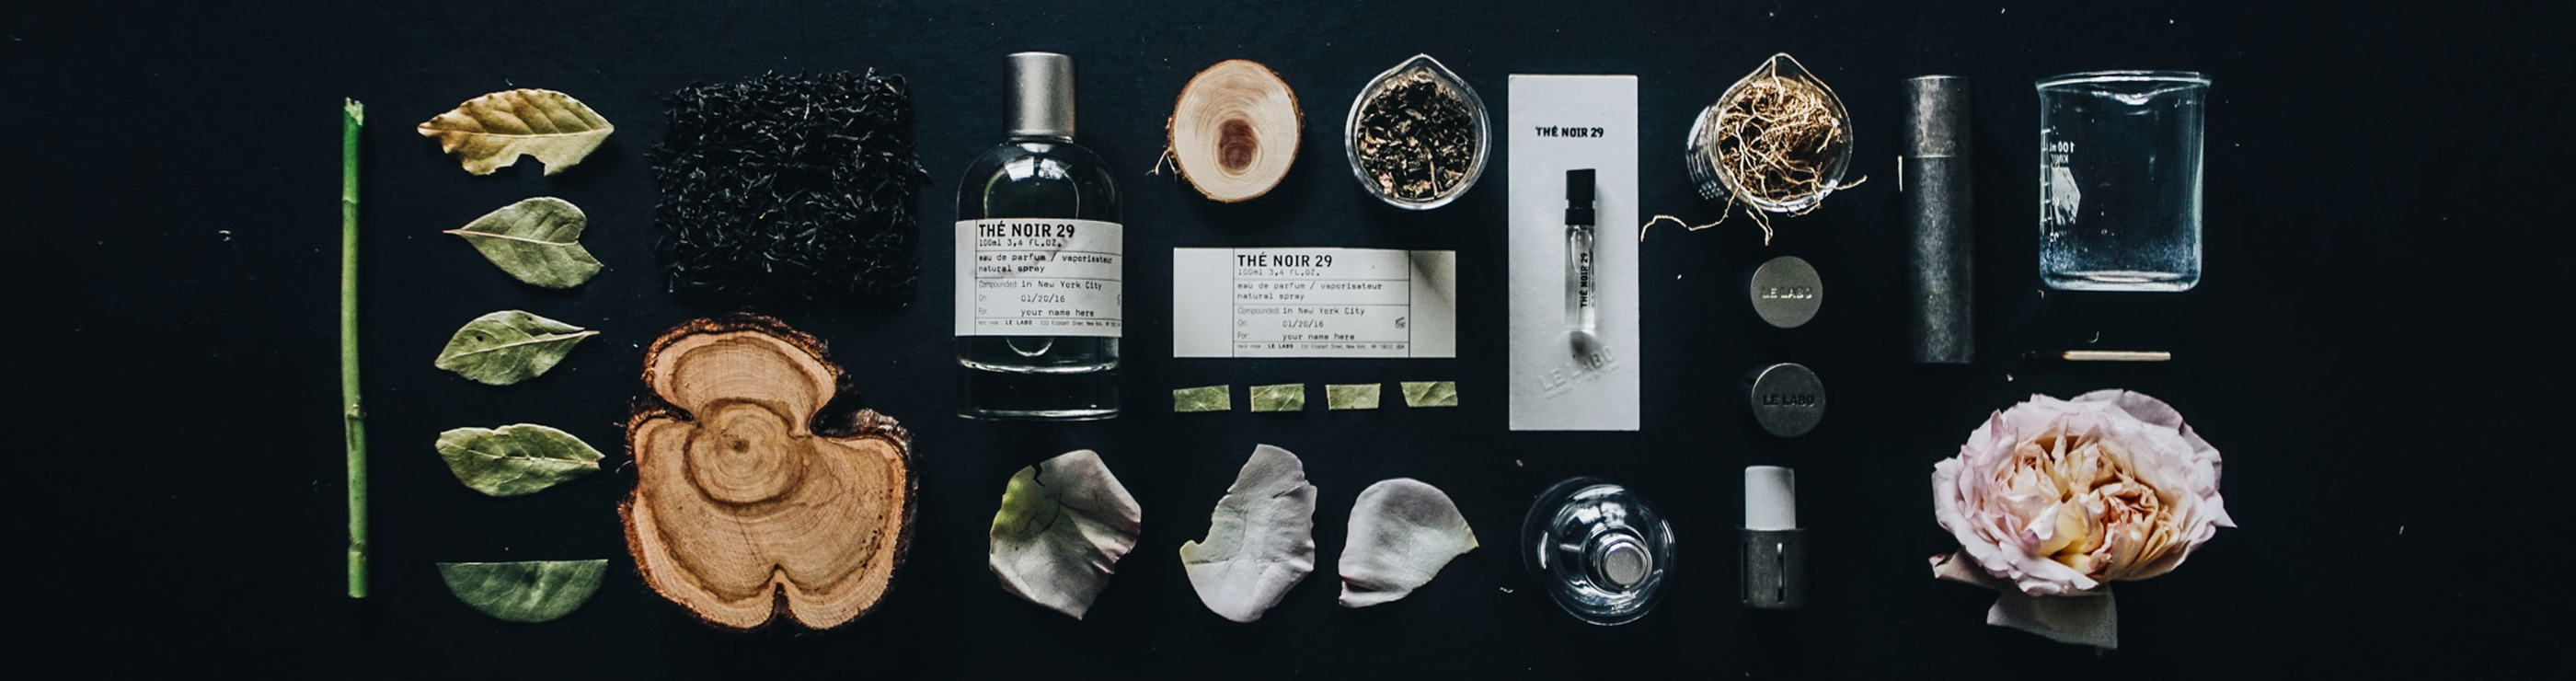 THÉ NOIR 29
100ml 3,4 fL.OZ.
eau de parfum / vaporisateur
natural spray
Compounded: in New York City
On: 01/20/16
For: your name here
LE LABO
THÉ NOIR 29
100ml 3,4 fL.OZ.
eau de parfum / vaporisateur
natural spray
Compounded: in New York City
On: 01/20/16
For: your name here
LE LABO
THÉ NOIR 29
THÉ NOIR 29
LE LABO
LE LABO
LE LABO
100ml